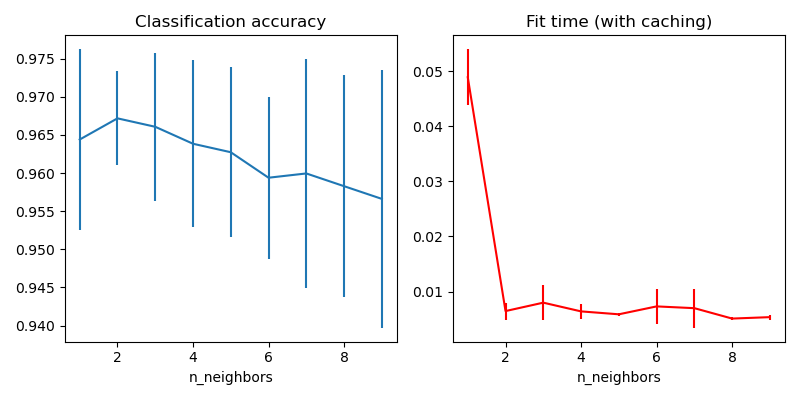 Classification accuracy
0.975
0.970
0.965
0.960
0.955
0.950
0.945
0.940
2 4 6 8
n_neighbors
Fit time (with caching)
0.05
0.04
0.03
0.02
0.01
2 4 6 8
n_neighbors